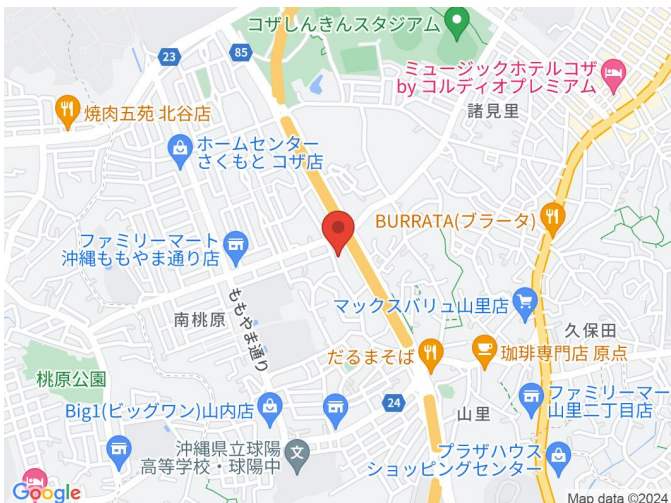 コザしんきんスタジアム
23
85
ミュージックホテルコザ
by コルディオプレミアム
焼肉五苑 北谷店
諸見里
ホームセンター
さくもと コザ店
BURRATA(ブラータ)
ファミリーマート
沖縄ももやま通り店
マックスバリュ山里店
南桃原
ももやま通り
久保田
だるまそば
珈琲専門店 原点
桃原公園
Big1(ビッグワン)山内店
24
山里
ファミリーマー
山里二丁目店
沖縄県立球陽
高等学校・球陽中
プラザハウス
ショッピングセンター
Google
Map data ©2024